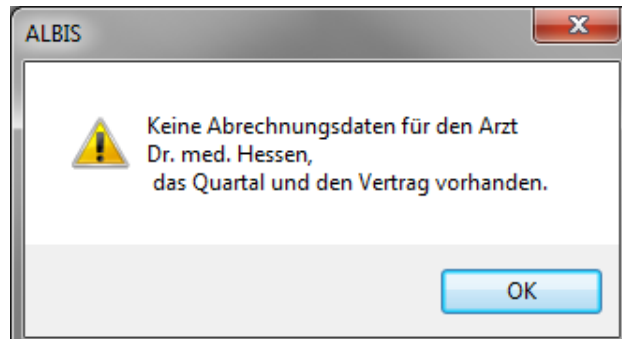 ALBIS
Keine Abrechnungsdaten für den Arzt
Dr. med. Hessen,
das Quartal und den Vertrag vorhanden.
OK